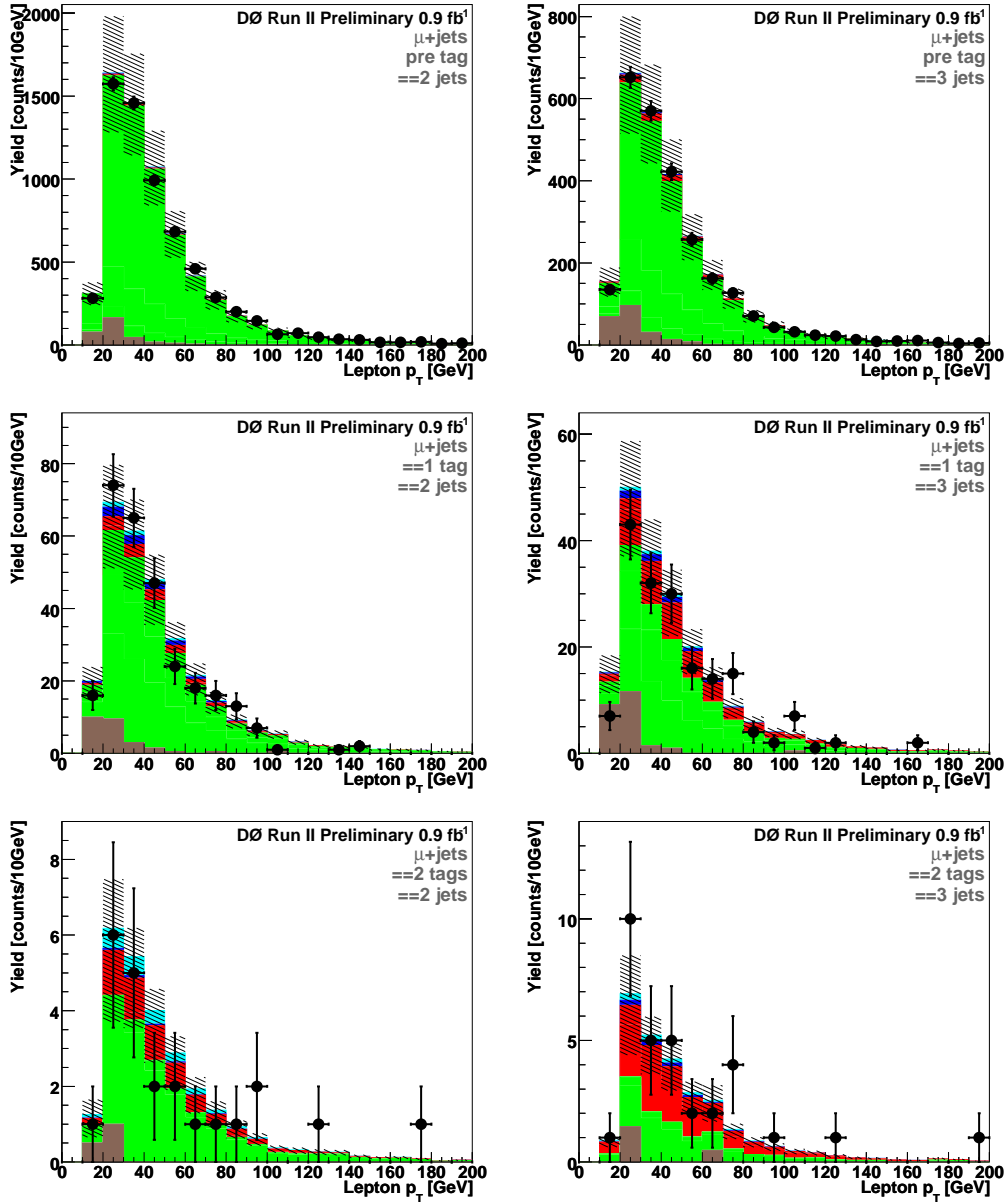 DØ Run II Preliminary 0.9 fb-1
μ+jets
pre tag
==2 jets
Yield [counts/10GeV]
2000
1500
1000
500
0
0 20 40 60 80 100 120 140 160 180 200
Lepton pT [GeV]
DØ Run II Preliminary 0.9 fb-1
μ+jets
pre tag
==3 jets
Yield [counts/10GeV]
800
600
400
200
0
0 20 40 60 80 100 120 140 160 180 200
Lepton pT [GeV]
DØ Run II Preliminary 0.9 fb-1
μ+jets
==1 tag
==2 jets
Yield [counts/10GeV]
80
60
40
20
0
0 20 40 60 80 100 120 140 160 180 200
Lepton pT [GeV]
DØ Run II Preliminary 0.9 fb-1
μ+jets
==1 tag
==3 jets
Yield [counts/10GeV]
60
40
20
0
0 20 40 60 80 100 120 140 160 180 200
Lepton pT [GeV]
DØ Run II Preliminary 0.9 fb-1
μ+jets
==2 tags
==2 jets
Yield [counts/10GeV]
8
6
4
2
0
0 20 40 60 80 100 120 140 160 180 200
Lepton pT [GeV]
DØ Run II Preliminary 0.9 fb-1
μ+jets
==2 tags
==3 jets
Yield [counts/10GeV]
10
5
0
0 20 40 60 80 100 120 140 160 180 200
Lepton pT [GeV]